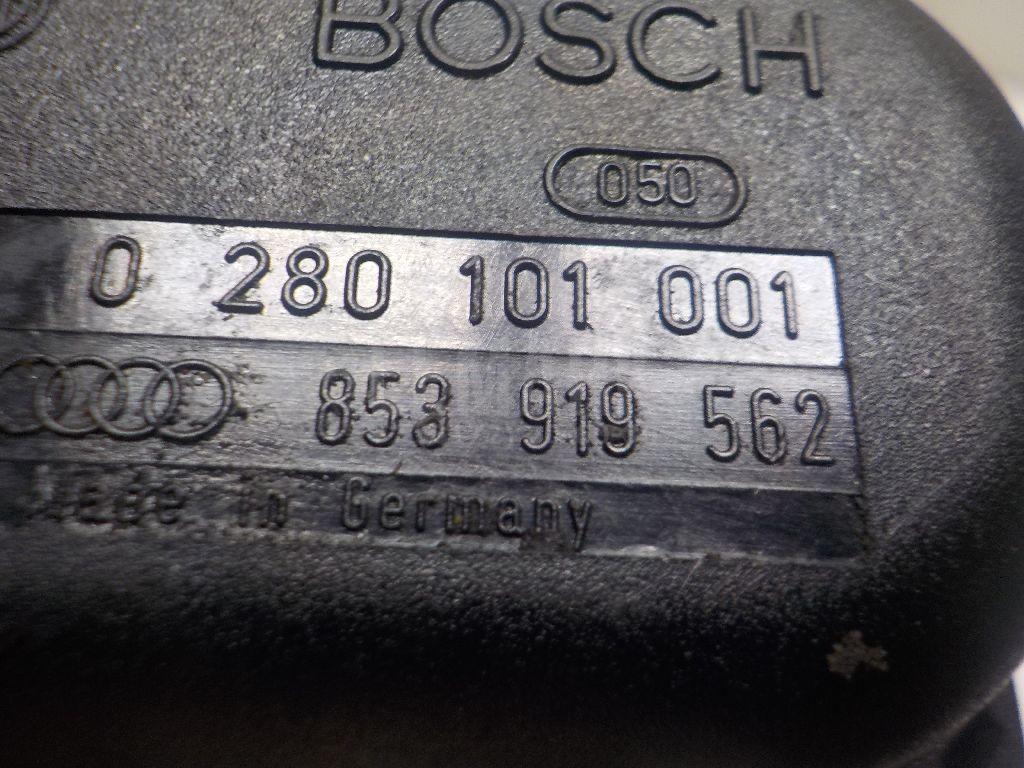 BOSCH
050
0 280 101 001
853 919 562
Made in Germany